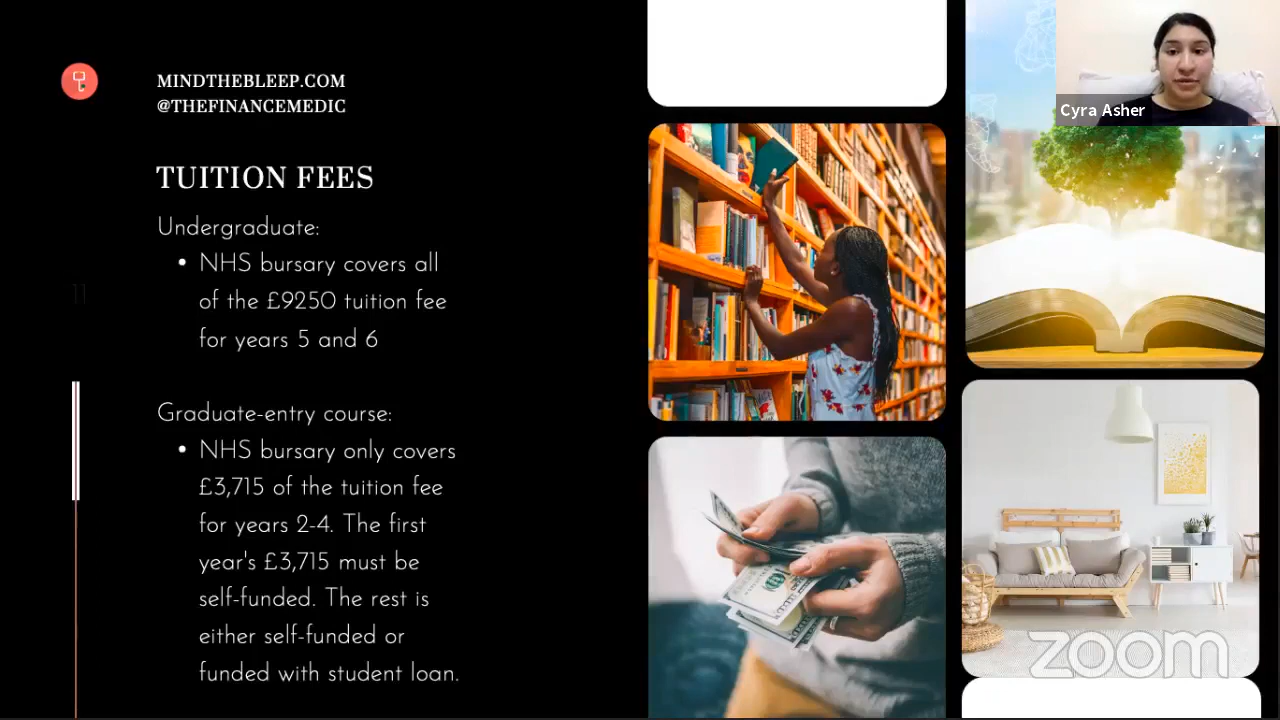 MINDTHEBLEEP.COM
@THEFINANCEMEDIC
TUITION FEES
Undergraduate:
• NHS bursary covers all
of the £9250 tuition fee
for years 5 and 6
Graduate-entry course:
• NHS bursary only covers
£3,715 of the tuition fee
for years 2-4. The first
year's £3,715 must be
self-funded. The rest is
either self-funded or
funded with student loan.
Cyra Asher
zoom